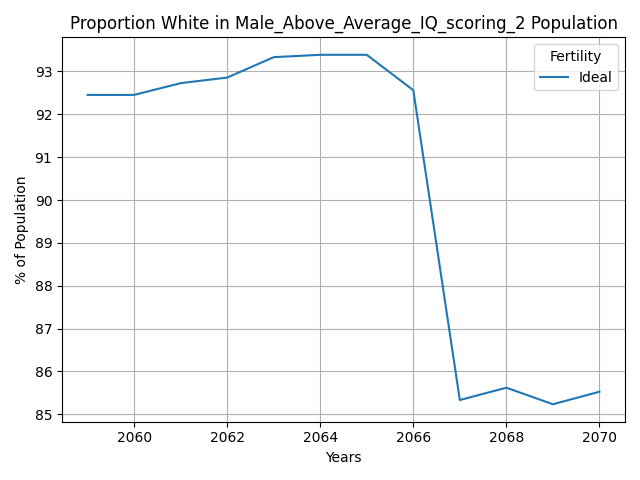 Proportion White in Male_Above_Average_IQ_scoring_2 Population
Fertility
Ideal
93
92
91
90
89
88
87
86
85
% of Population
2060 2062 2064 2066 2068 2070
Years